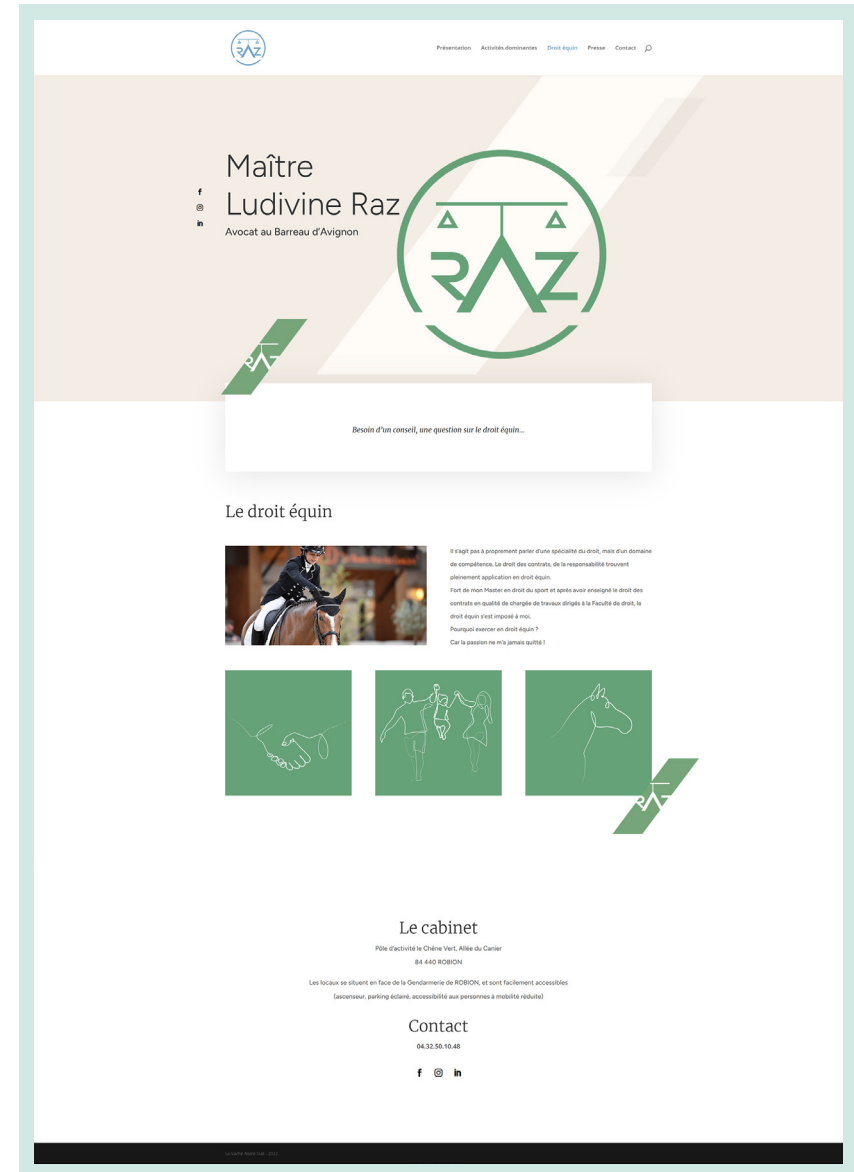 RAZ
Présentation Activités dominantes Droit équin Presse Contact
Maître
Ludivine Raz
Avocat au Barreau d'Avignon
RAZ
RAZ
Besoin d'un conseil, une question sur le droit équin...
Le droit équin
Il s'agit pas à proprement parler d'une spécialité du droit, mais d'un domaine
de compétence. Le droit des contrats, de la responsabilité trouvent
pleinement application en droit équin.
Fort de mon Master en droit du sport et après avoir enseigné le droit des
contrats en qualité de chargée de travaux dirigés à la Faculté de droit, le
droit équin s'est imposé à moi.
Pourquoi exercer en droit équin ?
Car la passion ne m'a jamais quitté !
RAZ
Le cabinet
Pôle d'activité le Chêne Vert, Allée du Canier
84 440 ROBION
Les locaux se situent en face de la Gendarmerie de ROBION, et sont facilement accessibles
(ascenseur, parking éclairé, accessibilité aux personnes à mobilité réduite)
Contact
04.32.50.10.48